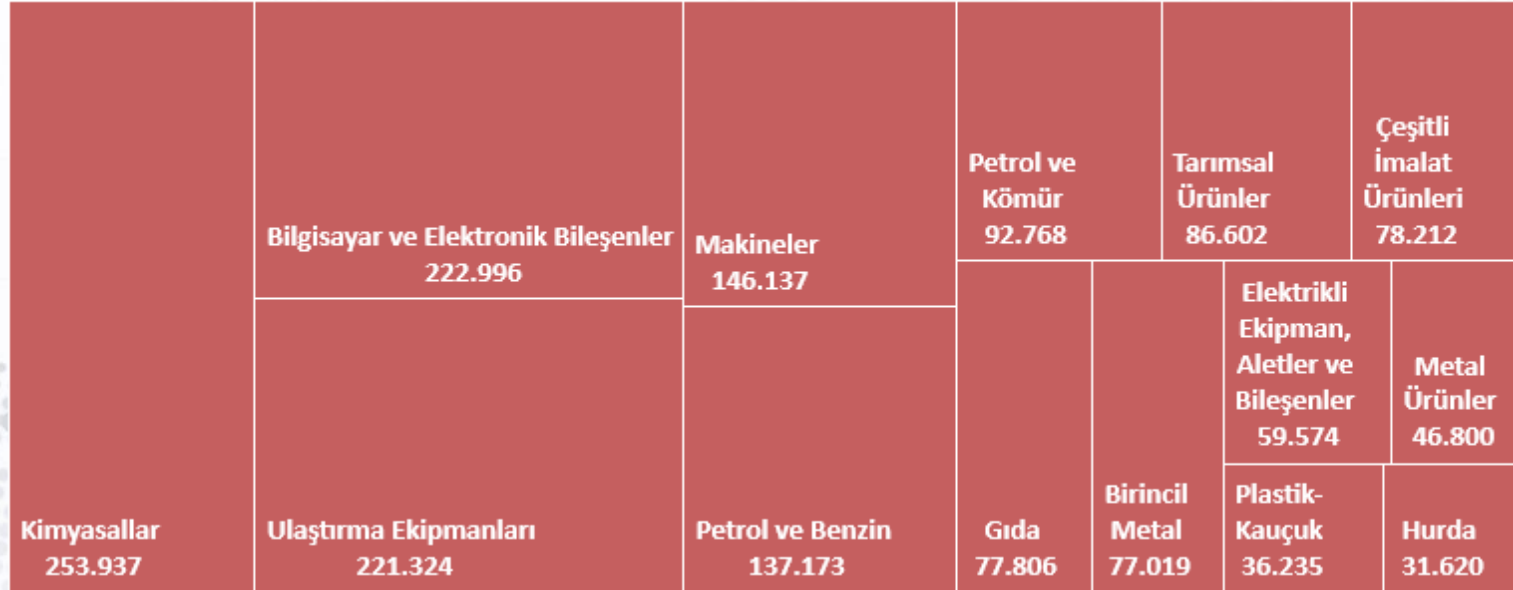 Kimyasallar
253.937
Bilgisayar ve Elektronik Bileşenler
222.996
Ulaştırma Ekipmanları
221.324
Makineler
146.137
Petrol ve Benzin
137.173
Petrol ve
Kömür
92.768
Tarımsal
Ürünler
86.602
Çeşitli
İmalat
Ürünleri
78.212
Gıda
77.806
Birincil
Metal
77.019
Elektrikli
Ekipman,
Aletler ve
Bileşenler
59.574
Metal
Ürünler
46.800
Plastik-
Kauçuk
36.235
Hurda
31.620